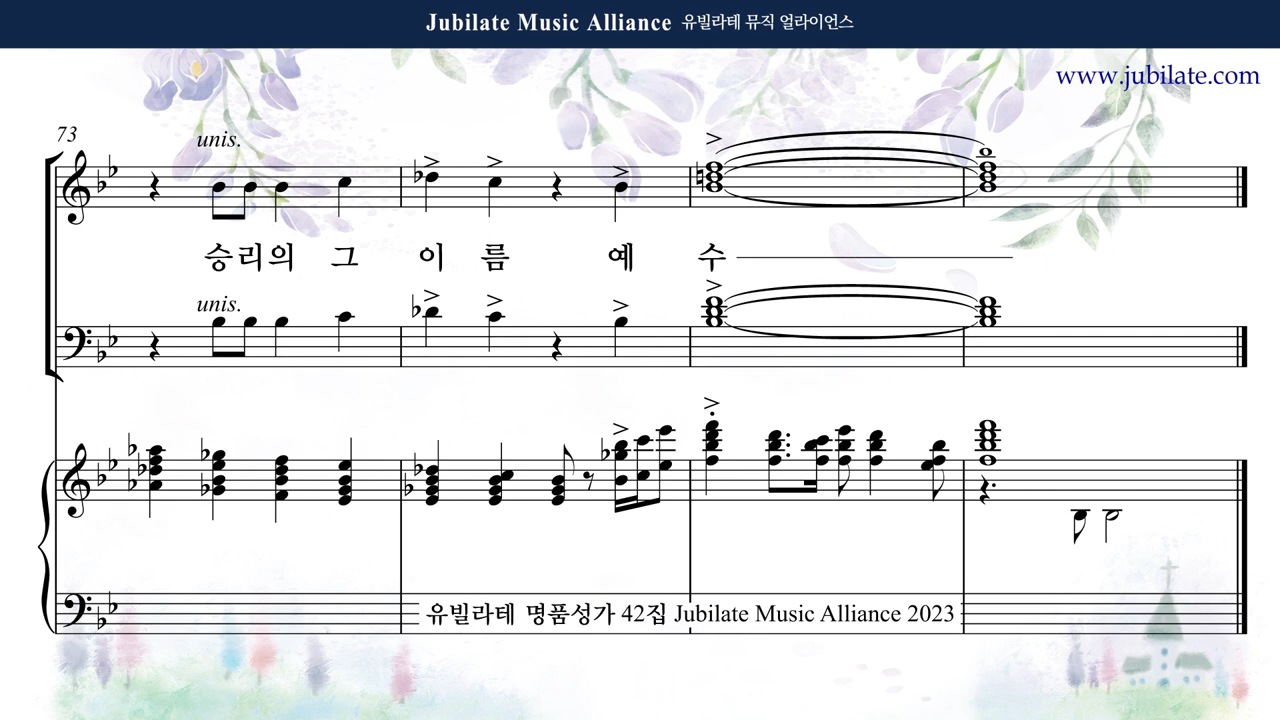 Jubilate Music Alliance 유빌라테 뮤직 얼라이언스
www.jubilate.com
73
unis.
승리의 그 이 름 예 수
unis.
유빌라테 명품성가 42집 Jubilate Music Alliance 2023